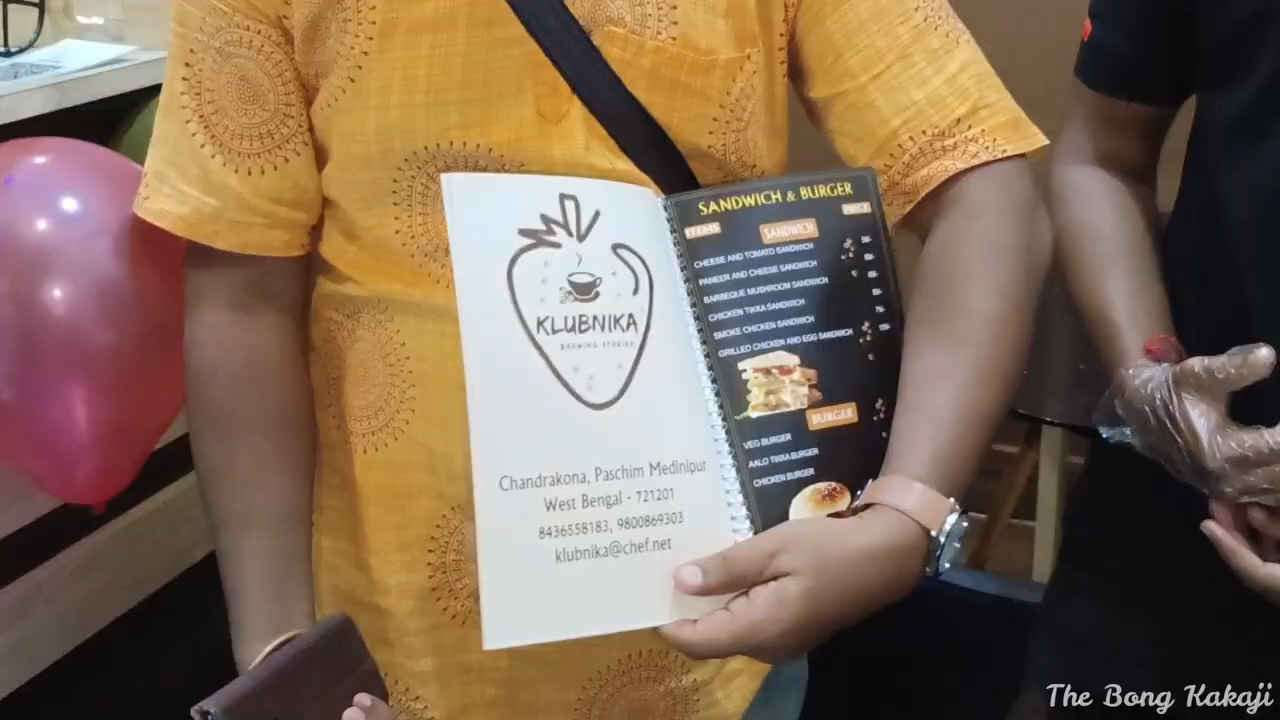 KLUBNIKA
BREWING STORIES
Chandrakona, Paschim Medinipur
West Bengal - 721201
8436558183, 9800869303
klubnika@chef.net
SANDWICH & BURGER
ITEMS
PRICE
SANDWICH
CHEESE AND TOMATO SANDWICH
PANEER AND CHEESE SANDWICH
BARBEQUE MUSHROOM SANDWICH
CHICKEN TIKKA SANDWICH
SMOKE CHICKEN SANDWICH
GRILLED CHICKEN AND EGG SANDWICH
BURGER
VEG BURGER
AALO TIKKA BURGER
CHICKEN BURGER
The Bong Kakaji